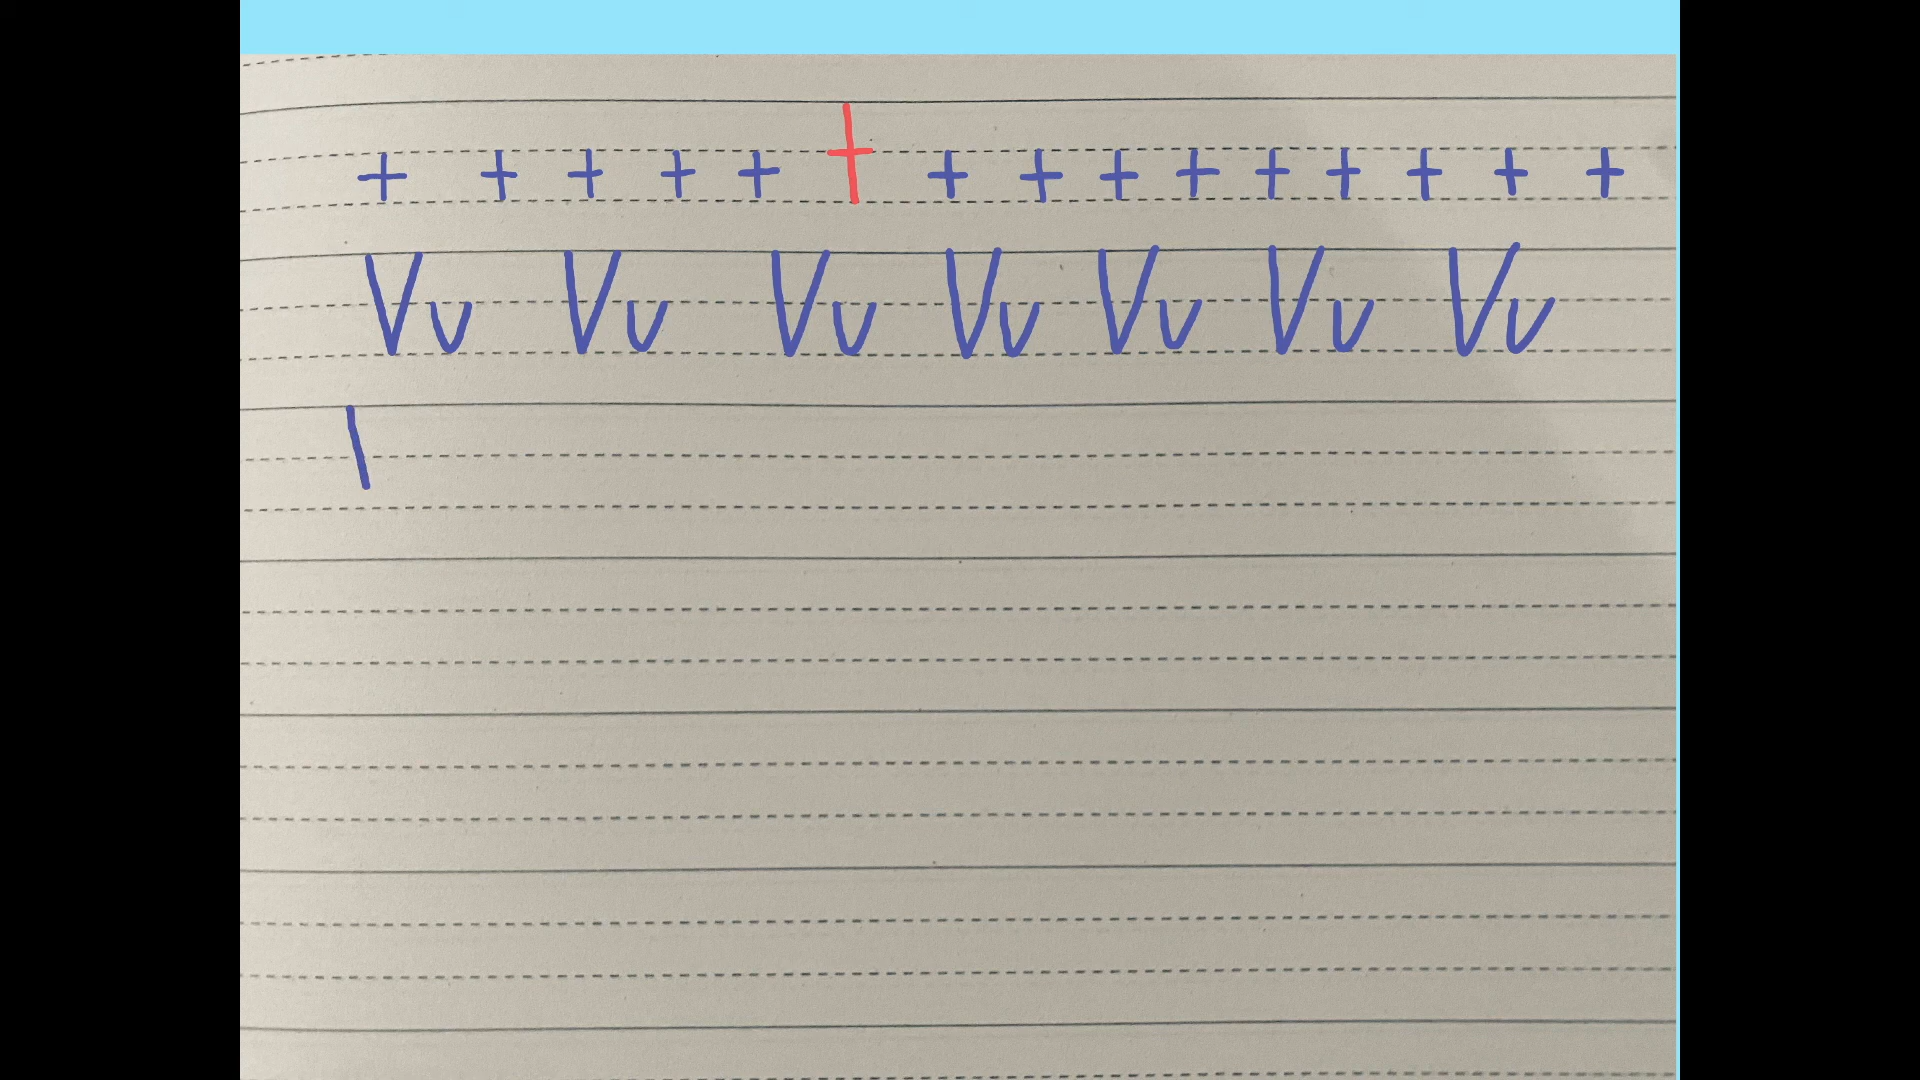 + + + + + + + + + + + + + + +
Vv Vv Vv Vv Vv Vv Vv